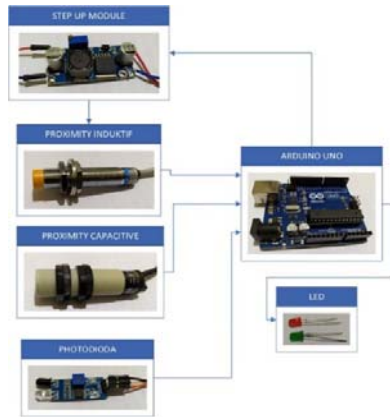 STEP UP MODULE
PROXIMITY INDUKTIF
ARDUINO UNO
PROXIMITY CAPACITIVE
LED
PHOTODIODA